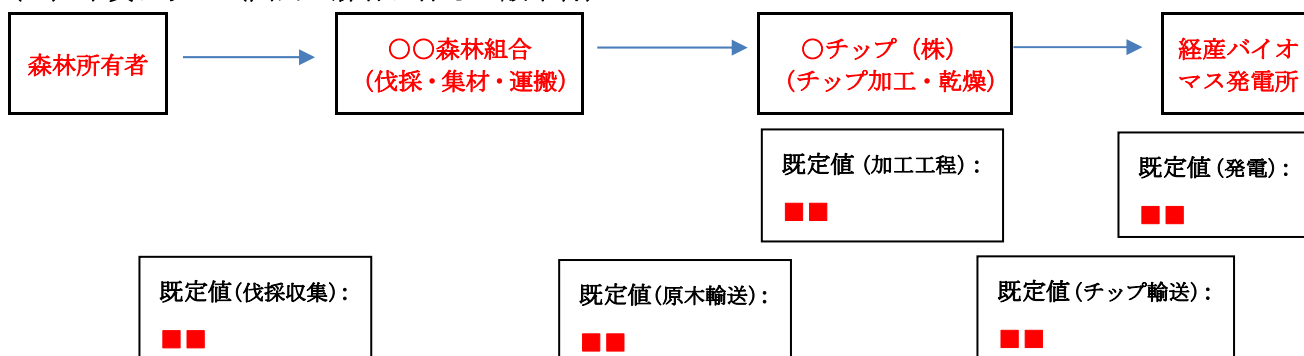 森林所有者
〇〇森林組合
（伐採・集材・運搬）
〇チップ（株）
（チップ加工・乾燥）
経産バイオ
マス発電所
既定値（加工工程）：
■■
既定値（発電）：
■■
既定値（伐採収集）：
■■
既定値（原木輸送）：
■■
既定値（チップ輸送）：
■■